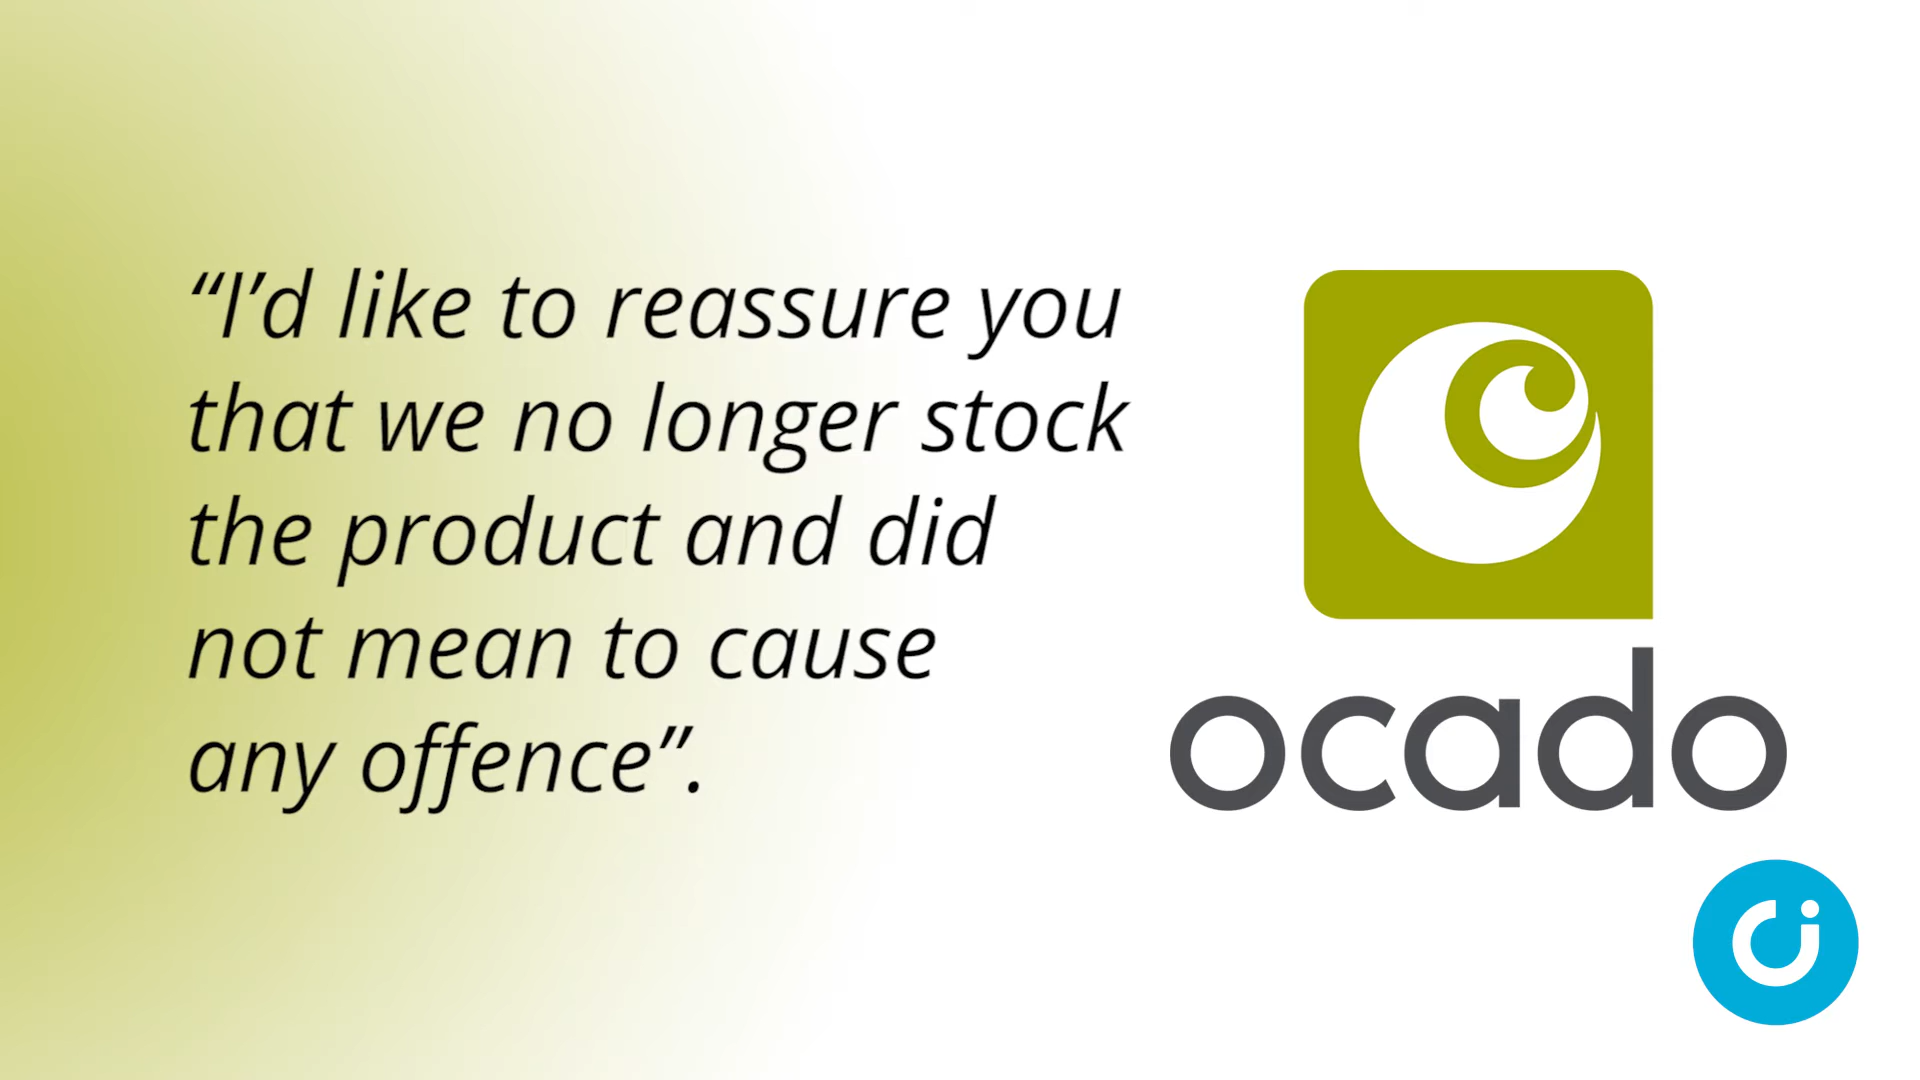 “I’d like to reassure you
that we no longer stock
the product and did
not mean to cause
any offence”.
ocado